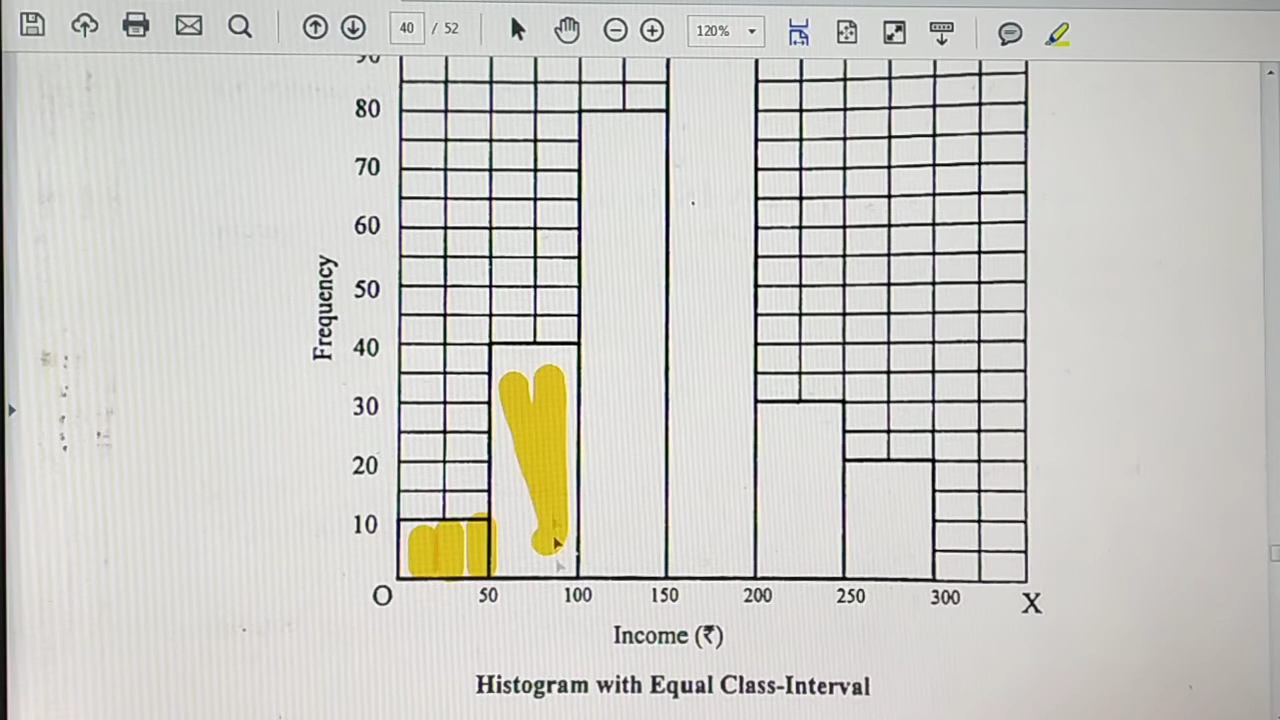 40 / 52
120%
90
80
70
60
50
40
30
20
10
Frequency
O 50 100 150 200 250 300 X
Income (₹)
Histogram with Equal Class-Interval